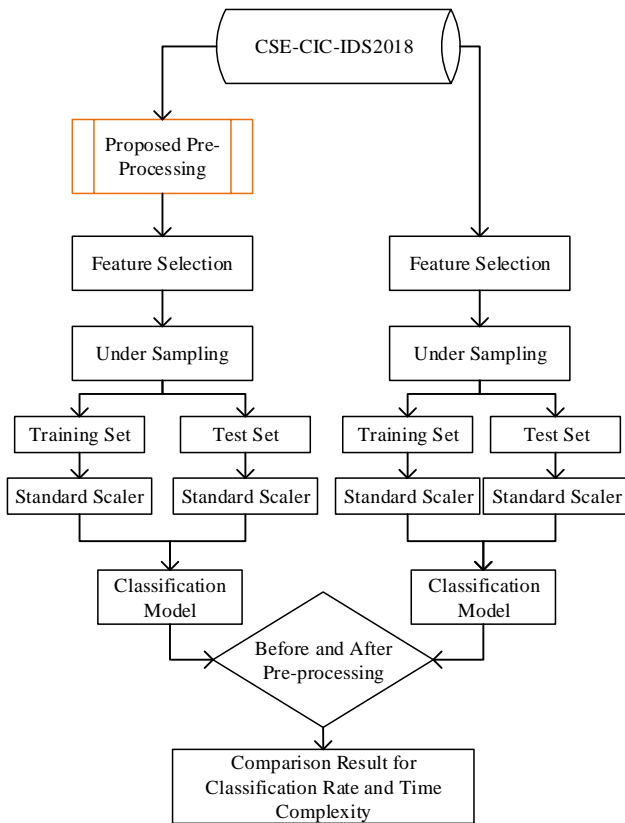 CSE-CIC-IDS2018
Proposed Pre-
Processing
Feature Selection
Feature Selection
Under Sampling
Under Sampling
Training Set
Test Set
Training Set
Test Set
Standard Scaler
Standard Scaler
Standard Scaler
Standard Scaler
Classification
Model
Classification
Model
Before and After
Pre-processing
Comparison Result for
Classification Rate and Time
Complexity